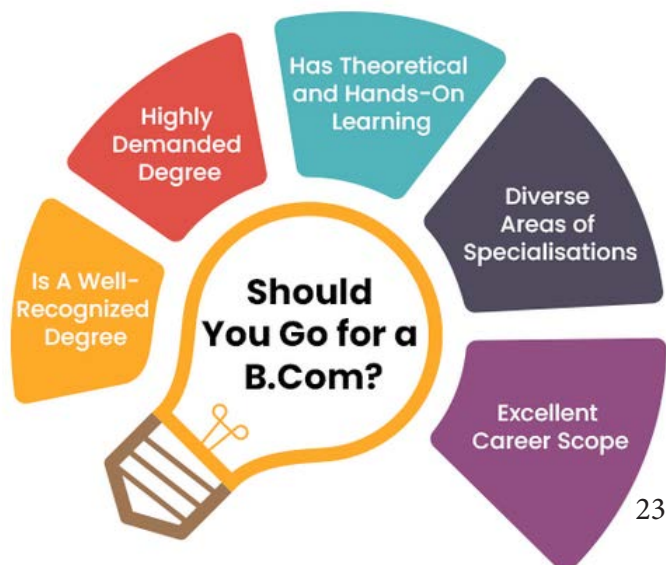 Is A Well-
Recognized
Degree
Highly
Demanded
Degree
Has Theoretical
and Hands-On
Learning
Diverse
Areas of
Specialisations
Excellent
Career Scope
Should
You Go for a
B.Com?
23